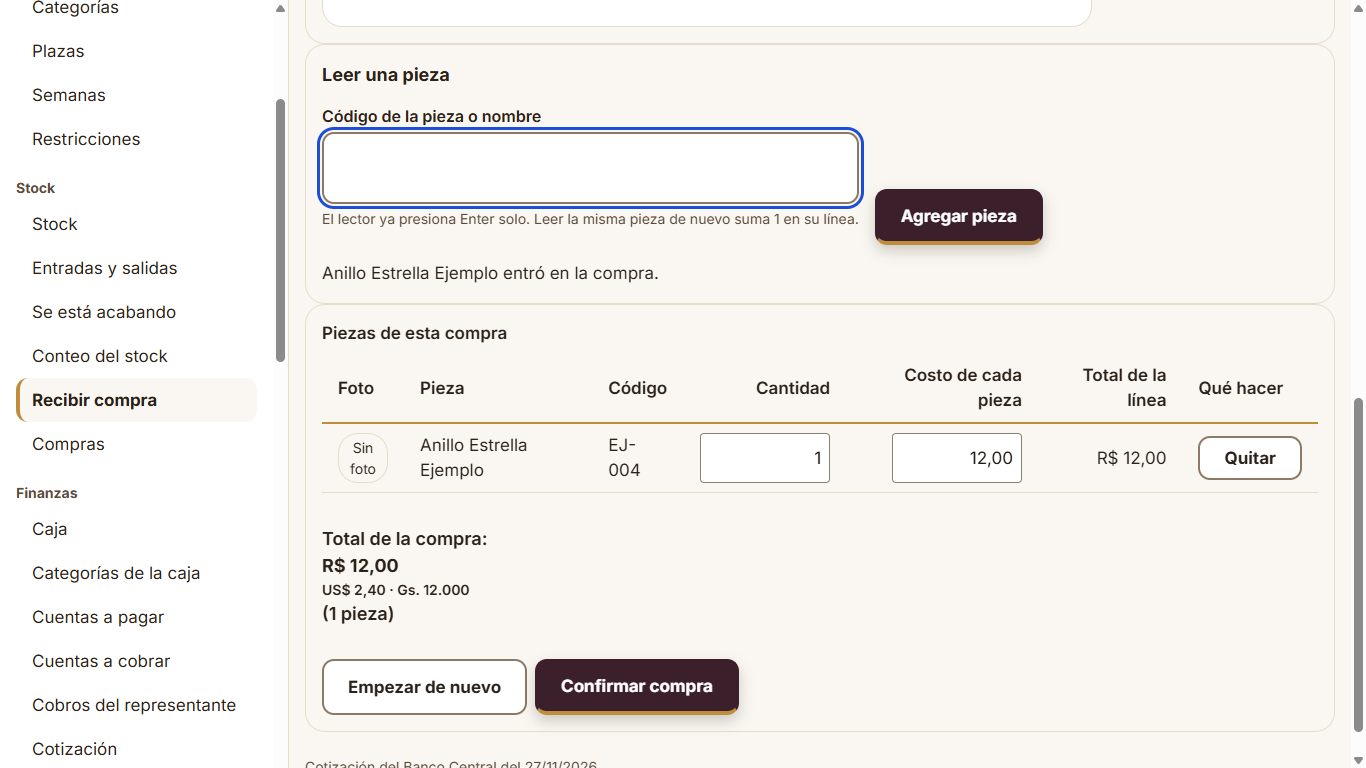 Categorías
Plazas
Semanas
Restricciones
Stock
Stock
Entradas y salidas
Se está acabando
Conteo del stock
Recibir compra
Compras
Finanzas
Caja
Categorías de la caja
Cuentas a pagar
Cuentas a cobrar
Cobros del representante
Cotización
Leer una pieza
Código de la pieza o nombre
El lector ya presiona Enter solo. Leer la misma pieza de nuevo suma 1 en su línea.
Agregar pieza
Anillo Estrella Ejemplo entró en la compra.
Piezas de esta compra
Foto Pieza Código Cantidad Costo de cada pieza Total de la línea Qué hacer
Sin foto Anillo Estrella Ejemplo EJ-004 1 12,00 R$ 12,00 Quitar
Total de la compra:
R$ 12,00
US$ 2,40 · Gs. 12.000
(1 pieza)
Empezar de nuevo Confirmar compra
Cotización del Banco Central del 27/11/2026